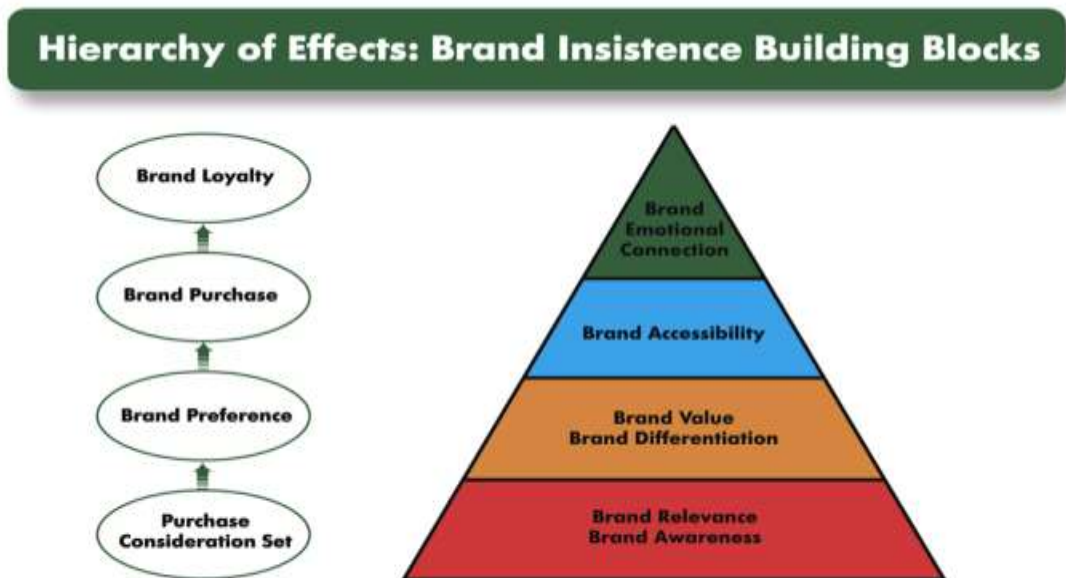 Hierarchy of Effects: Brand Insistence Building Blocks
Brand Loyalty
Brand Purchase
Brand Preference
Purchase
Consideration Set
Brand
Emotional
Connection
Brand Accessibility
Brand Value
Brand Differentiation
Brand Relevance
Brand Awareness